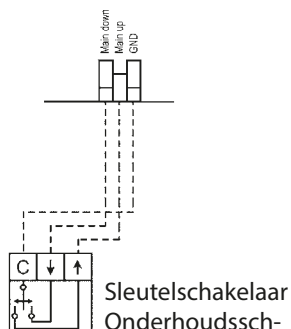 Main down
Main up
GND
C ↓ ↑
Sleutelschakelaar
Onderhoudssch-